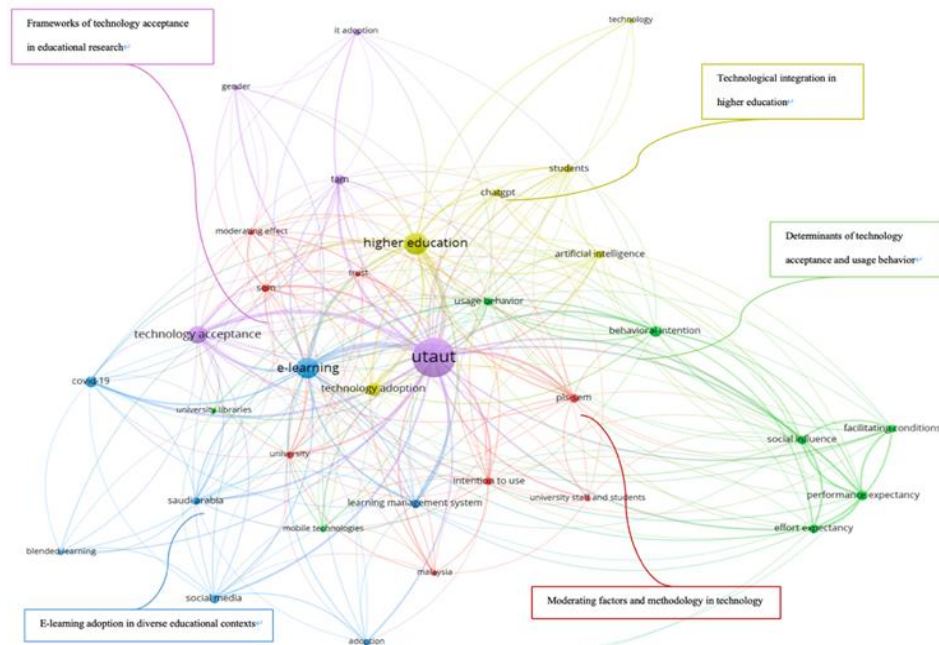 Frameworks of technology acceptance
in educational research
it adoption
technology
gender
Technological integration in
higher education
students
tam
chatgpt
moderating effect
higher education
artificial intelligence
Determinants of technology
acceptance and usage behavior
trust
sem
usage behavior
technology acceptance
behavioral intention
utaut
e-learning
covid-19
technology adoption
pls-sem
university libraries
facilitating conditions
social influence
university
intention to use
performance expectancy
saudi arabia
learning management system
university staff and students
mobile technologies
effort expectancy
blended learning
malaysia
social media
Moderating factors and methodology in technology
E-learning adoption in diverse educational contexts
adoption